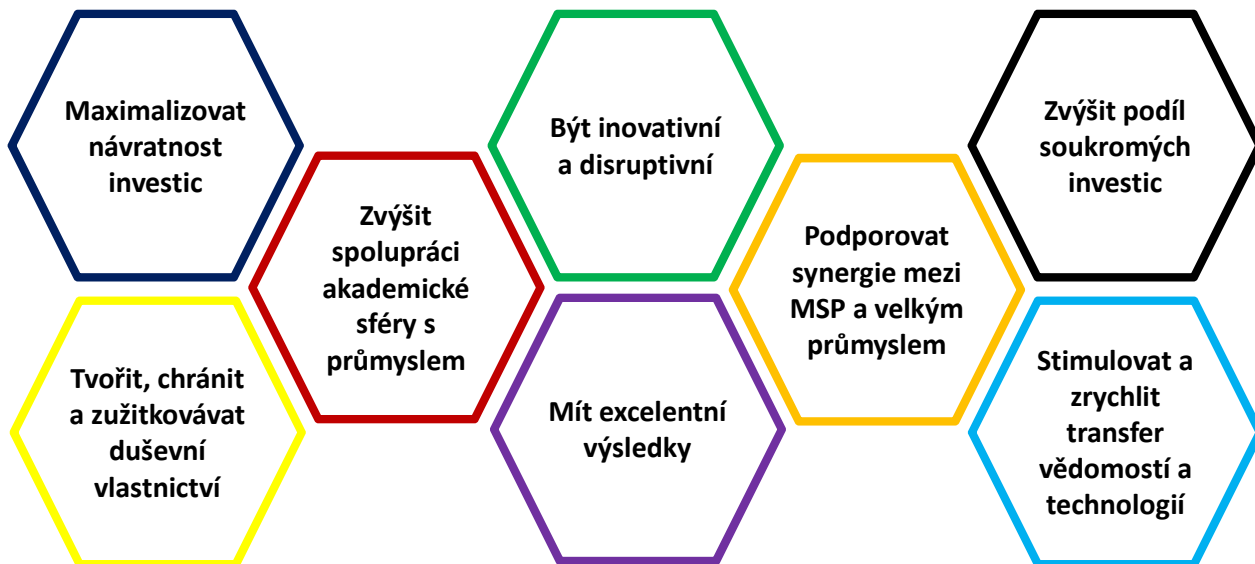 Maximalizovat
návratnost
investic
Zvýšit
spolupráci
akademické
sféry s
průmyslem
Být inovativní
a disruptivní
Podporovat
synergie mezi
MSP a velkým
průmyslem
Zvýšit podíl
soukromých
investic
Tvořit, chránit
a zužitkovávat
duševní
vlastnictví
Mít excelentní
výsledky
Stimulovat a
zrychlit
transfer
vědomostí a
technologií